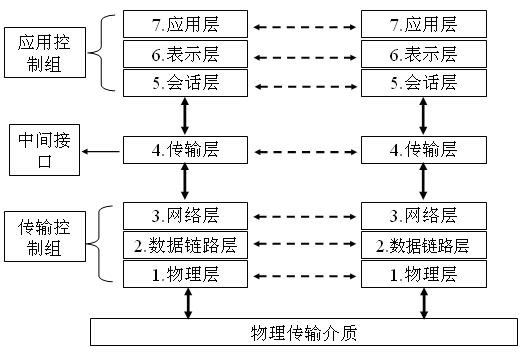 应用控
制组
7.应用层
7.应用层
6.表示层
6.表示层
5.会话层
5.会话层
中间接
口
4.传输层
4.传输层
传输控
制组
3.网络层
3.网络层
2.数据链路层
2.数据链路层
1.物理层
1.物理层
物理传输介质